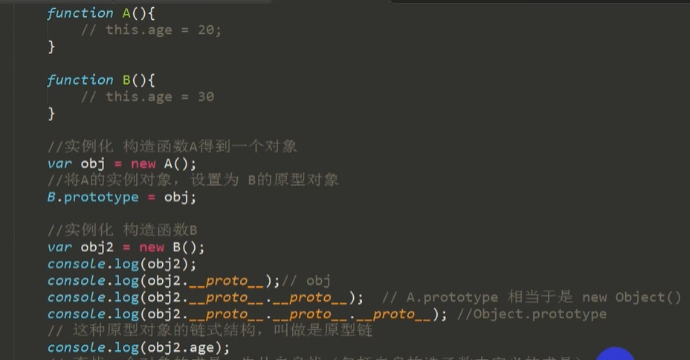 function A(){
// this.age = 20;
}
function B(){
// this.age = 30
}
//实例化 构造函数A得到一个对象
var obj = new A();
//将A的实例对象，设置为 B的原型对象
B.prototype = obj;
//实例化 构造函数B
var obj2 = new B();
console.log(obj2);
console.log(obj2.__proto__);// obj
console.log(obj2.__proto__.__proto__); // A.prototype 相当于是 new Object()
console.log(obj2.__proto__.__proto__.__proto__); //Object.prototype
// 这种原型对象的链式结构，叫做是原型链
console.log(obj2.age);